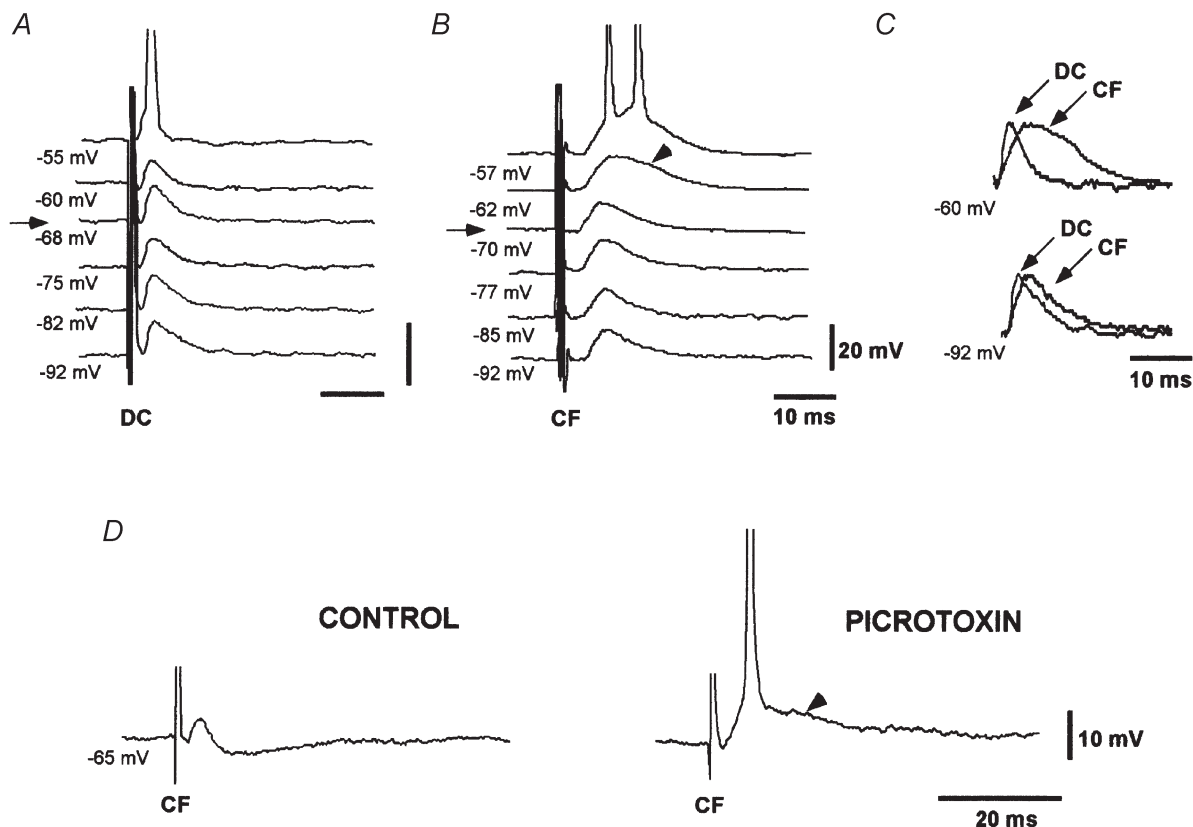 A
-55 mV
-60 mV
-68 mV
-75 mV
-82 mV
-92 mV
DC
B
-57 mV
-62 mV
-70 mV
-77 mV
-85 mV
-92 mV
CF
20 mV
10 ms
C
DC
CF
-60 mV
DC
CF
-92 mV
10 ms
D
CONTROL
-65 mV
CF
PICROTOXIN
CF
10 mV
20 ms